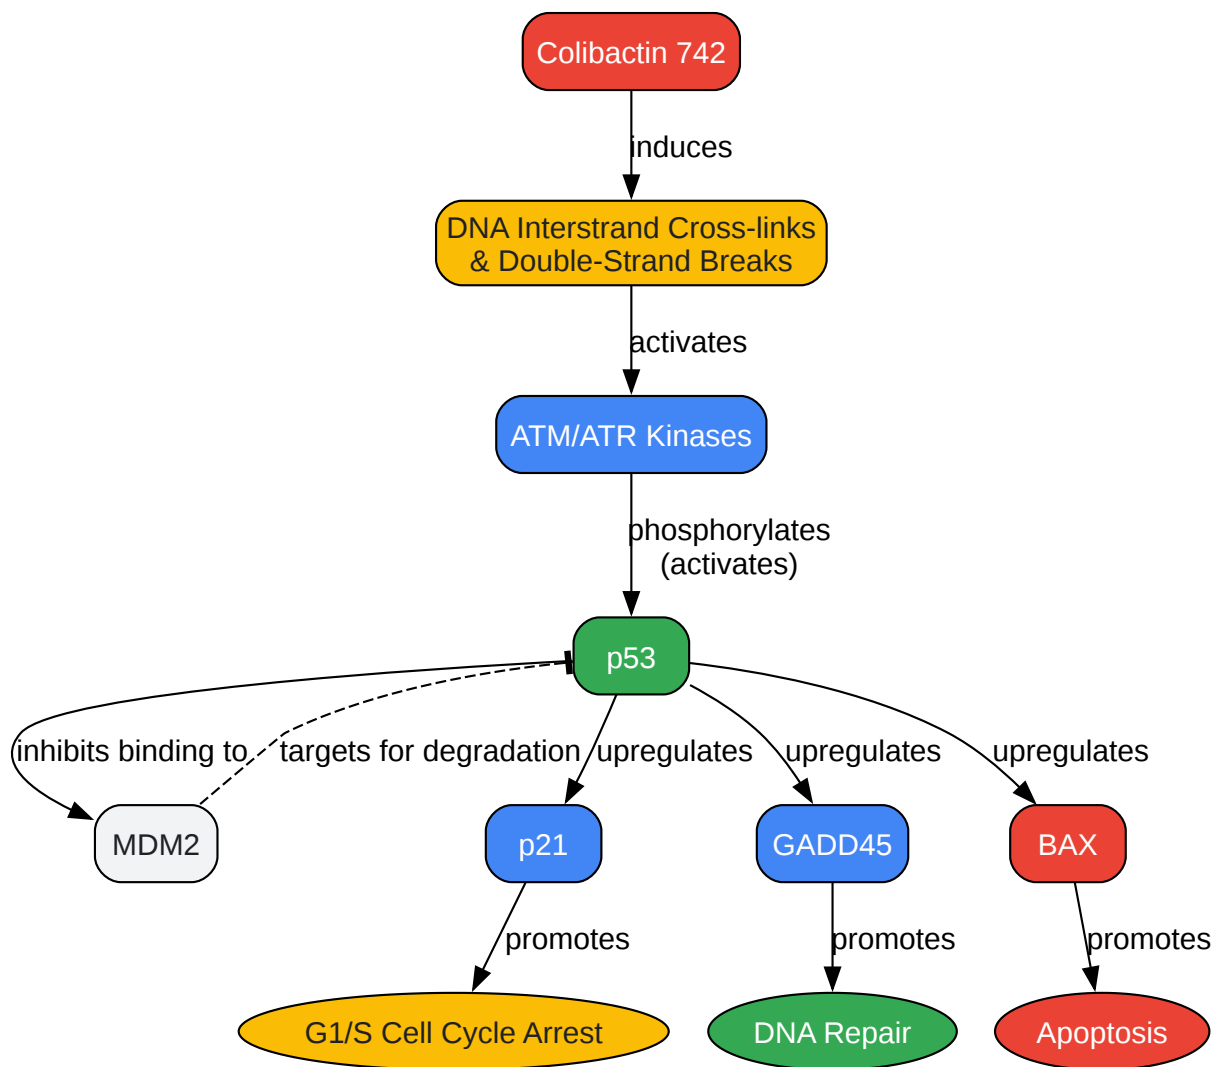 Colibactin 742
induces
DNA Interstrand Cross-links
& Double-Strand Breaks
activates
ATM/ATR Kinases
phosphorylates
(activates)
p53
inhibits binding to
targets for degradation
upregulates
upregulates
upregulates
MDM2
p21
GADD45
BAX
promotes
promotes
promotes
G1/S Cell Cycle Arrest
DNA Repair
Apoptosis